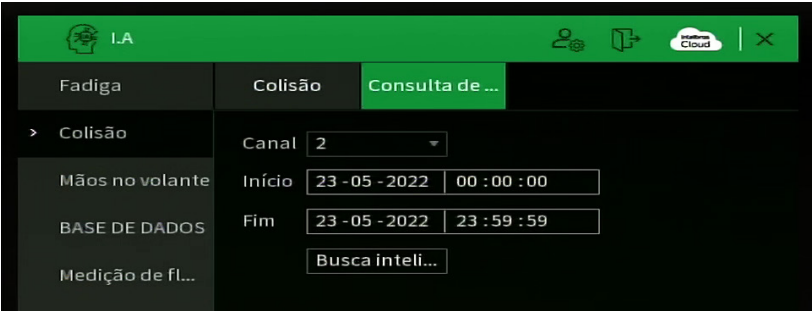 I.A
intelbras
Cloud
Fadiga
Colisão
Consulta de ...
> Colisão
Canal 2
Mãos no volante
Início 23 - 05 - 2022 00 : 00 : 00
BASE DE DADOS
Fim 23 - 05 - 2022 23 : 59 : 59
Busca inteli...
Medição de fl...